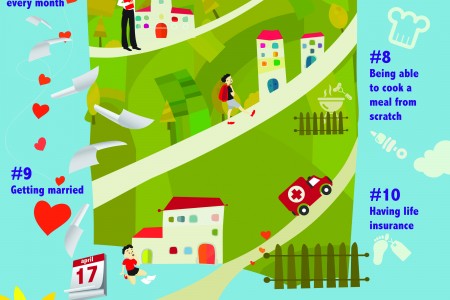 every month
#8
Being able
to cook a
meal from
scratch
#9
Getting married
#10
Having life
insurance
april
17